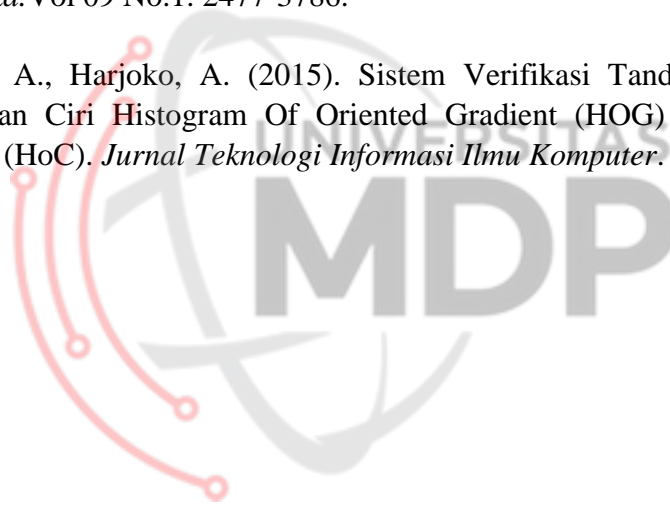 Vol 09 No.1. 2477-3786.
A., Harjoko, A. (2015). Sistem Verifikasi Tand
an Ciri Histogram Of Oriented Gradient (HOG)
(HoC). Jurnal Teknologi Informasi Ilmu Komputer.
UNIVERSITAS
MDP